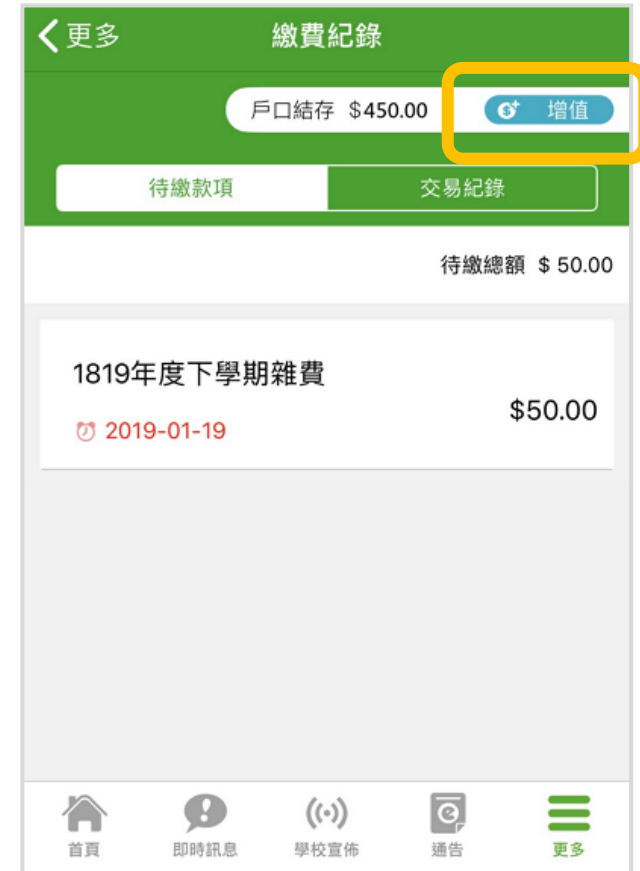 更多 繳費紀錄
戶口結存 $450.00 增值
待繳款項 交易紀錄
待繳總額 $ 50.00
1819年度下學期雜費
$50.00
2019-01-19
首頁 即時訊息 學校宣佈 通告 更多